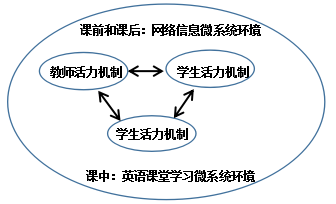 课前和课后：网络信息微系统环境
教师活力机制
学生活力机制
学生活力机制
课中：英语课堂学习微系统环境